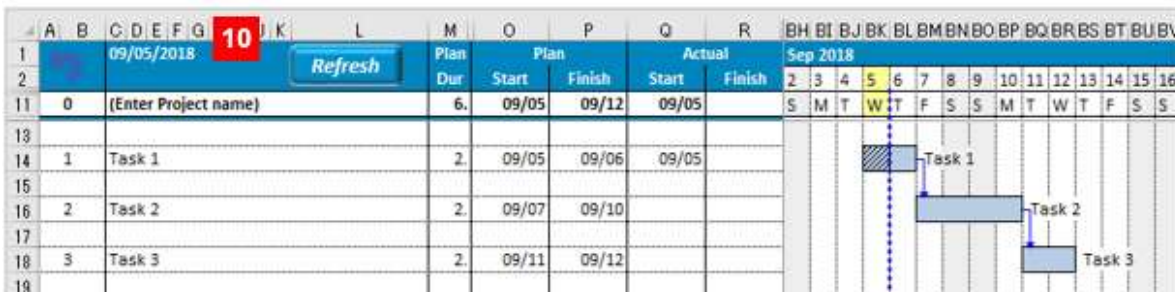 A B C D E F G J K L M O P Q R BH BI BJ BK BL BM BN BO BP BQ BR BS BT BU BV
10
1 09/05/2018 Refresh Plan Plan Actual Sep 2018
2 Dur Start Finish Start Finish 2 3 4 5 6 7 8 9 10 11 12 13 14 15 16
11 0 (Enter Project name) 6. 09/05 09/12 09/05 S M T W T F S S M T W T F S S
13
14 1 Task 1 2. 09/05 09/06 09/05 Task 1
15
16 2 Task 2 2. 09/07 09/10 Task 2
17
18 3 Task 3 2. 09/11 09/12 Task 3
19